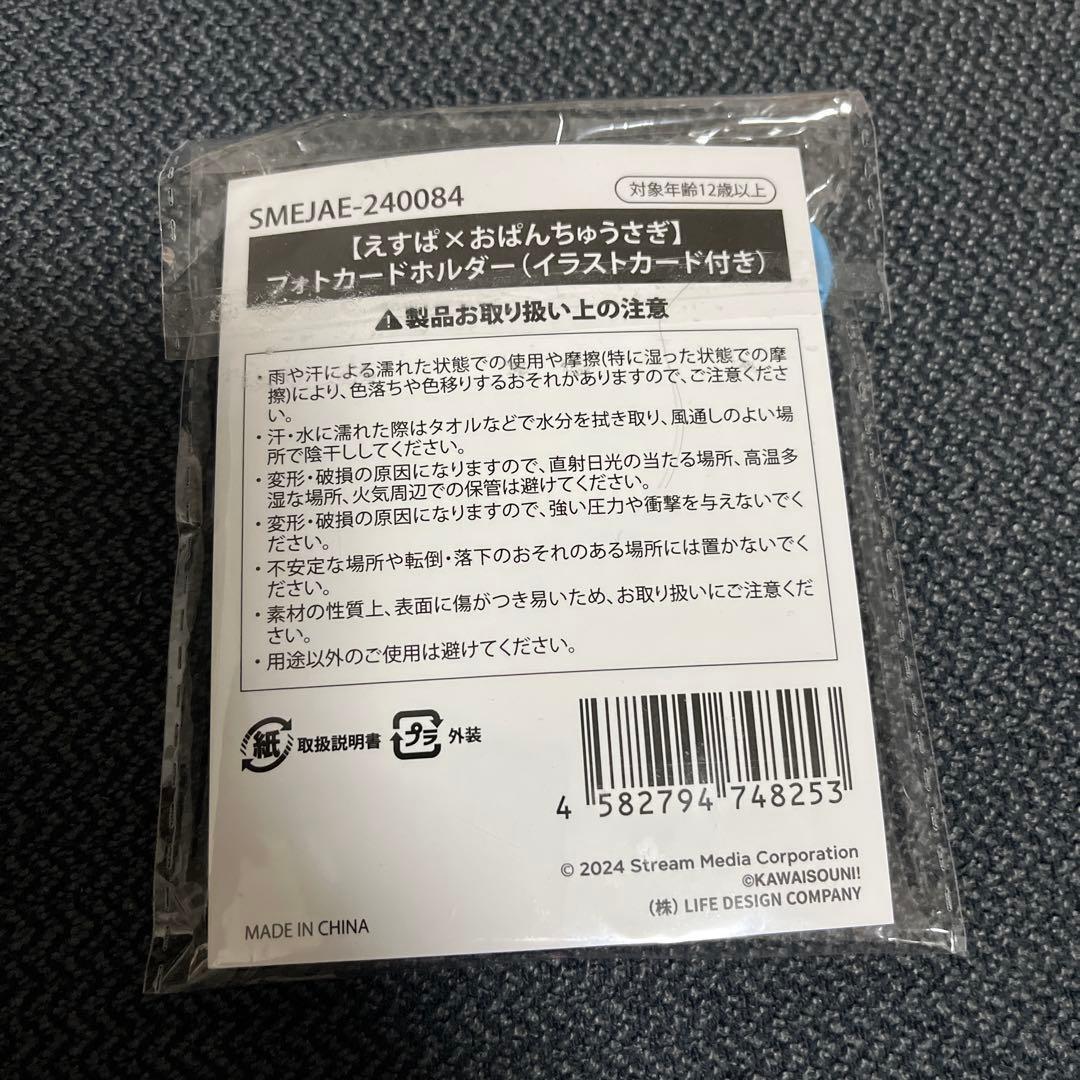 SMEJAE-240084
対象年齢12歳以上
【えすぱ×おぱんちゅうさぎ】
フォトカードホルダー(イラストカード付き)
製品お取り扱い上の注意
・雨や汗による濡れた状態での使用や摩擦(特に湿った状態での摩
擦)により、色落ちや色移りするおそれがありますので、ご注意くださ
い。
・汗・水に濡れた際はタオルなどで水分を拭き取り、風通しのよい場
所で陰干ししてください。
・変形・破損の原因になりますので、直射日光の当たる場所、高温多
湿な場所、火気周辺での保管は避けてください。
・変形・破損の原因になりますので、強い圧力や衝撃を与えないでく
ださい。
・不安定な場所や転倒・落下のおそれのある場所には置かないでく
ださい。
・素材の性質上、表面に傷がつき易いため、お取り扱いにご注意くだ
さい。
・用途以外のご使用は避けてください。
紙 取扱説明書 プラ 外装
4 582794 748253
© 2024 Stream Media Corporation
©KAWAISOUNI!
(株) LIFE DESIGN COMPANY
MADE IN CHINA